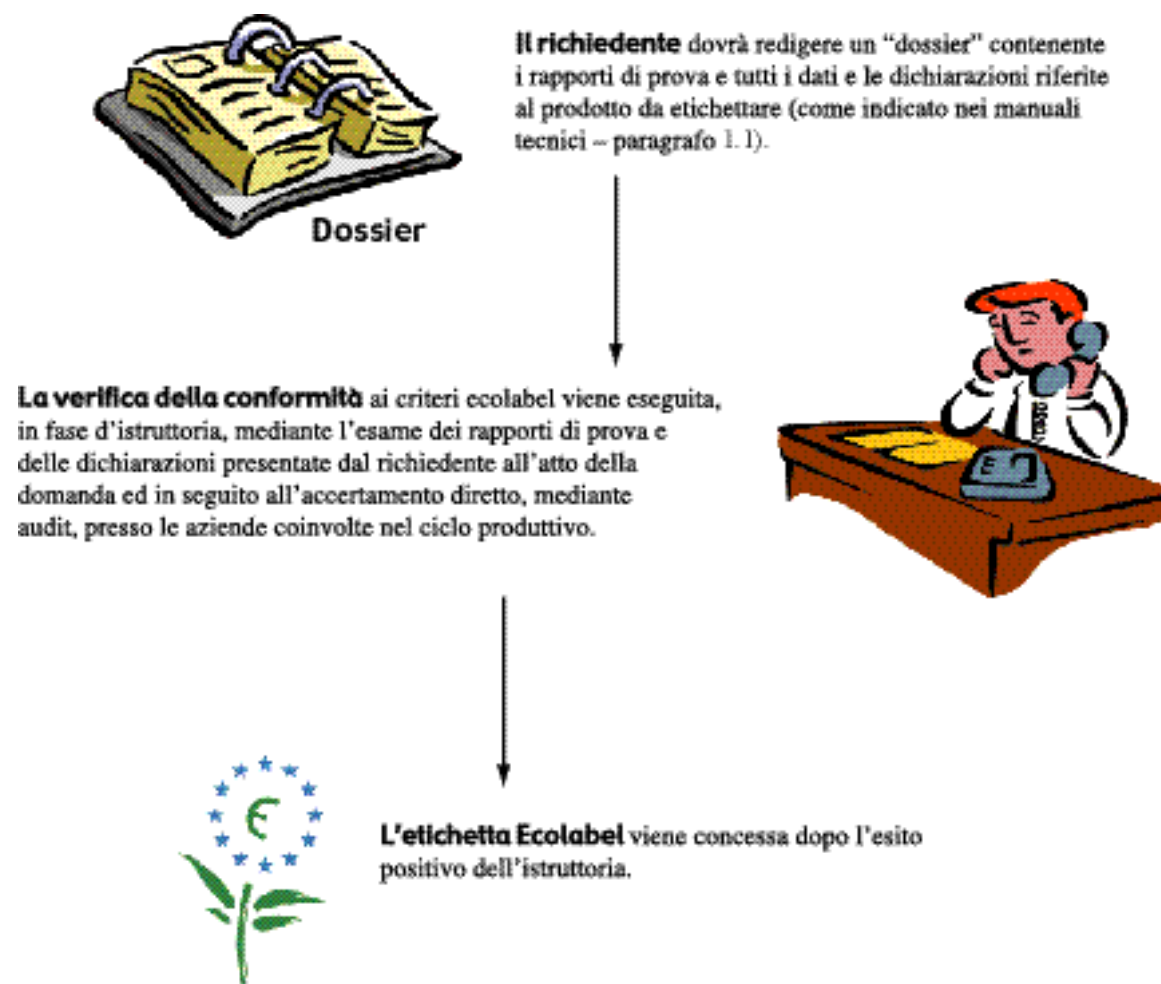 Il richiedente dovrà redigere un “dossier” contenente
i rapporti di prova e tutti i dati e le dichiarazioni riferite
al prodotto da etichettare (come indicato nei manuali
tecnici – paragrafo 1.1).
Dossier
La verifica della conformità ai criteri ecolabel viene eseguita,
in fase d’istruttoria, mediante l’esame dei rapporti di prova e
delle dichiarazioni presentate dal richiedente all’atto della
domanda ed in seguito all’accertamento diretto, mediante
audit, presso le aziende coinvolte nel ciclo produttivo.
L’etichetta Ecolabel viene concessa dopo l’esito
positivo dell’istruttoria.